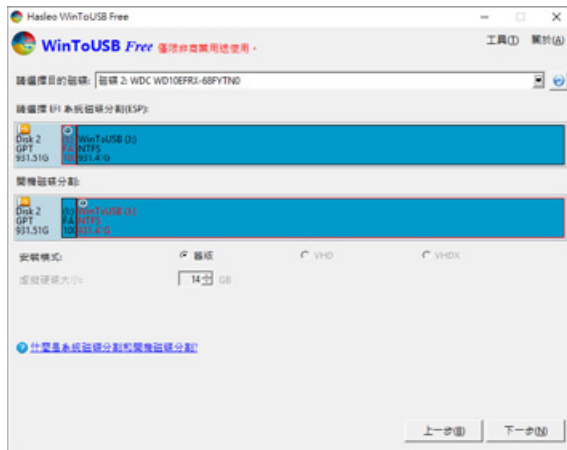 Hasleo WinToUSB Free
WinToUSB Free 僅限非商業用途使用。
工具(T) 關於(A)
請選擇目的磁碟: 磁碟 2: WDC WD10EFRX-68FYTN0
請選擇 EFI 系統磁碟分割(ESP):
Disk 2
GPT
931.51G
WinToUSB (J:)
NTFS
931.41G
開機磁碟分割:
Disk 2
GPT
931.51G
WinToUSB (J:)
NTFS
931.41G
安裝模式: 舊版 VHD VHDX
虛擬硬碟大小: 14 GB
什麼是系統磁碟分割和開機磁碟分割?
上一步(B) 下一步(N)